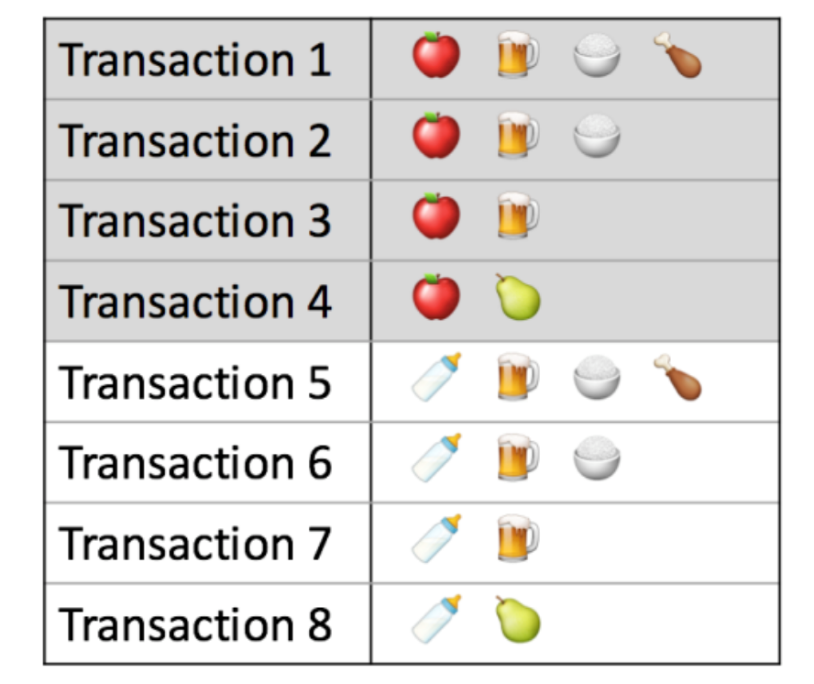 Transaction 1
Transaction 2
Transaction 3
Transaction 4
Transaction 5
Transaction 6
Transaction 7
Transaction 8